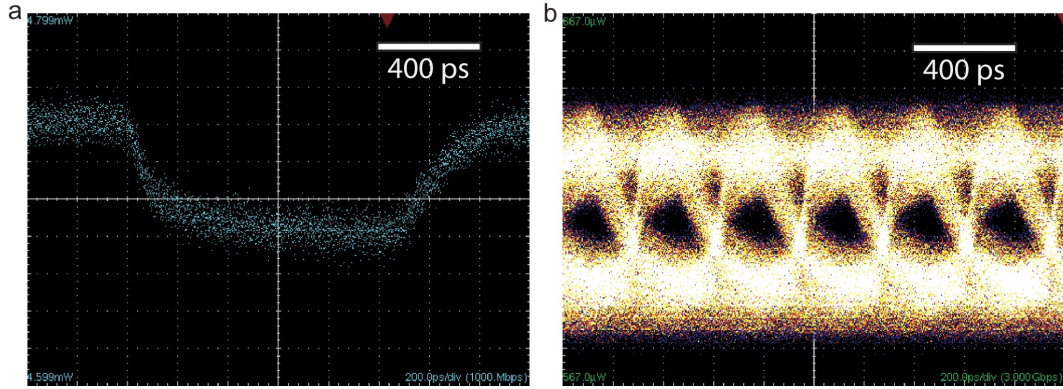 a
4.799mW
400 ps
4.599mW
200.0ps/div (1000.Mbps)
b
567.0µW
400 ps
-567.0µW
200.0ps/div (3.000Gbps)